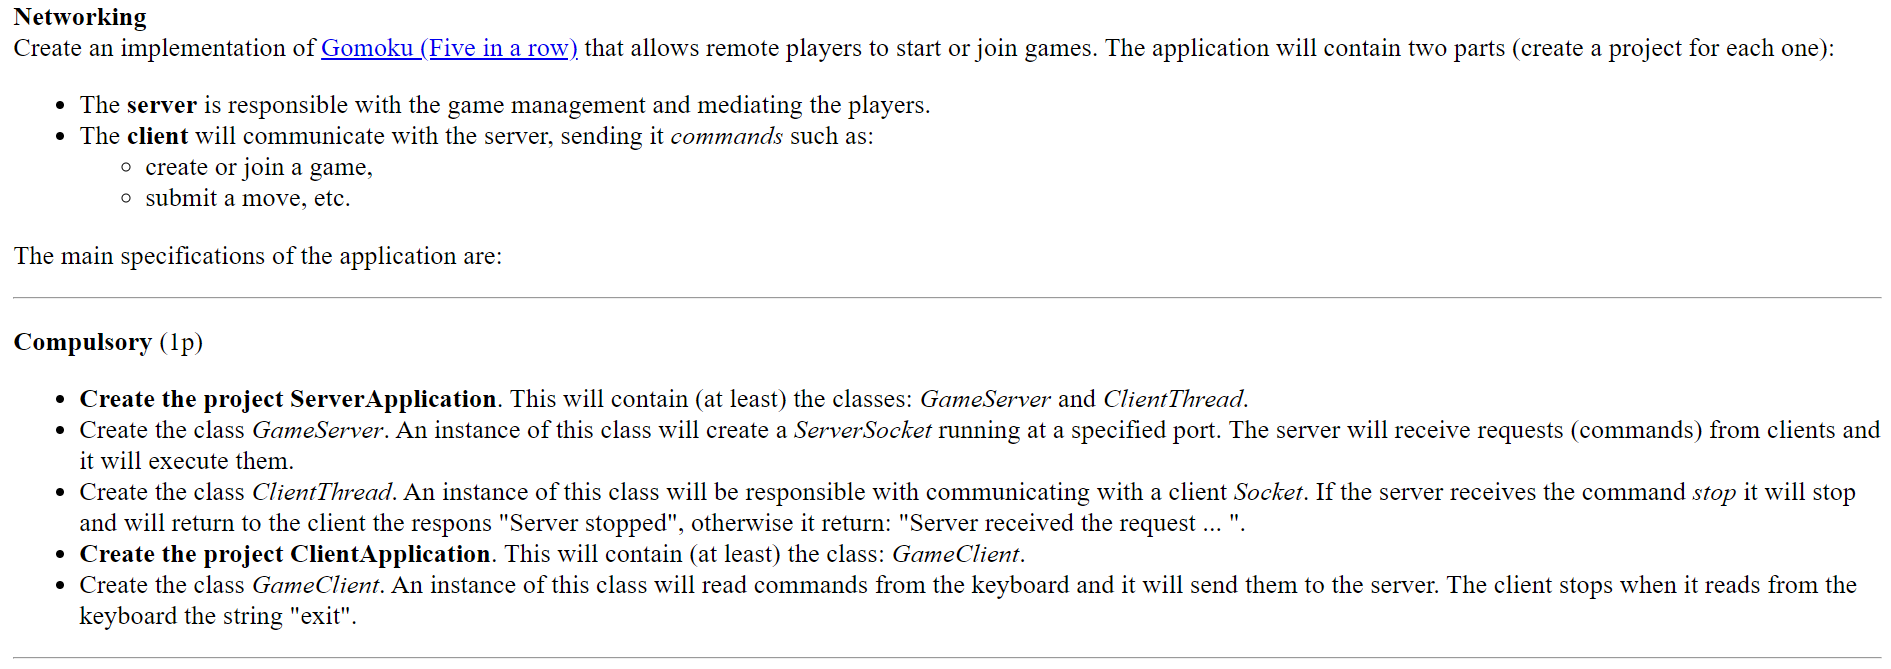 Networking
Create an implementation of Gomoku (Five in a row) that allows remote players to start or join games. The application will contain two parts (create a project for each one):
• The server is responsible with the game management and mediating the players.
• The client will communicate with the server, sending it commands such as:
◦ create or join a game,
◦ submit a move, etc.
The main specifications of the application are:
Compulsory (1p)
• Create the project ServerApplication. This will contain (at least) the classes: GameServer and ClientThread.
• Create the class GameServer. An instance of this class will create a ServerSocket running at a specified port. The server will receive requests (commands) from clients and
it will execute them.
• Create the class ClientThread. An instance of this class will be responsible with communicating with a client Socket. If the server receives the command stop it will stop
and will return to the client the respons "Server stopped", otherwise it return: "Server received the request ... ".
• Create the project ClientApplication. This will contain (at least) the class: GameClient.
• Create the class GameClient. An instance of this class will read commands from the keyboard and it will send them to the server. The client stops when it reads from the
keyboard the string "exit".